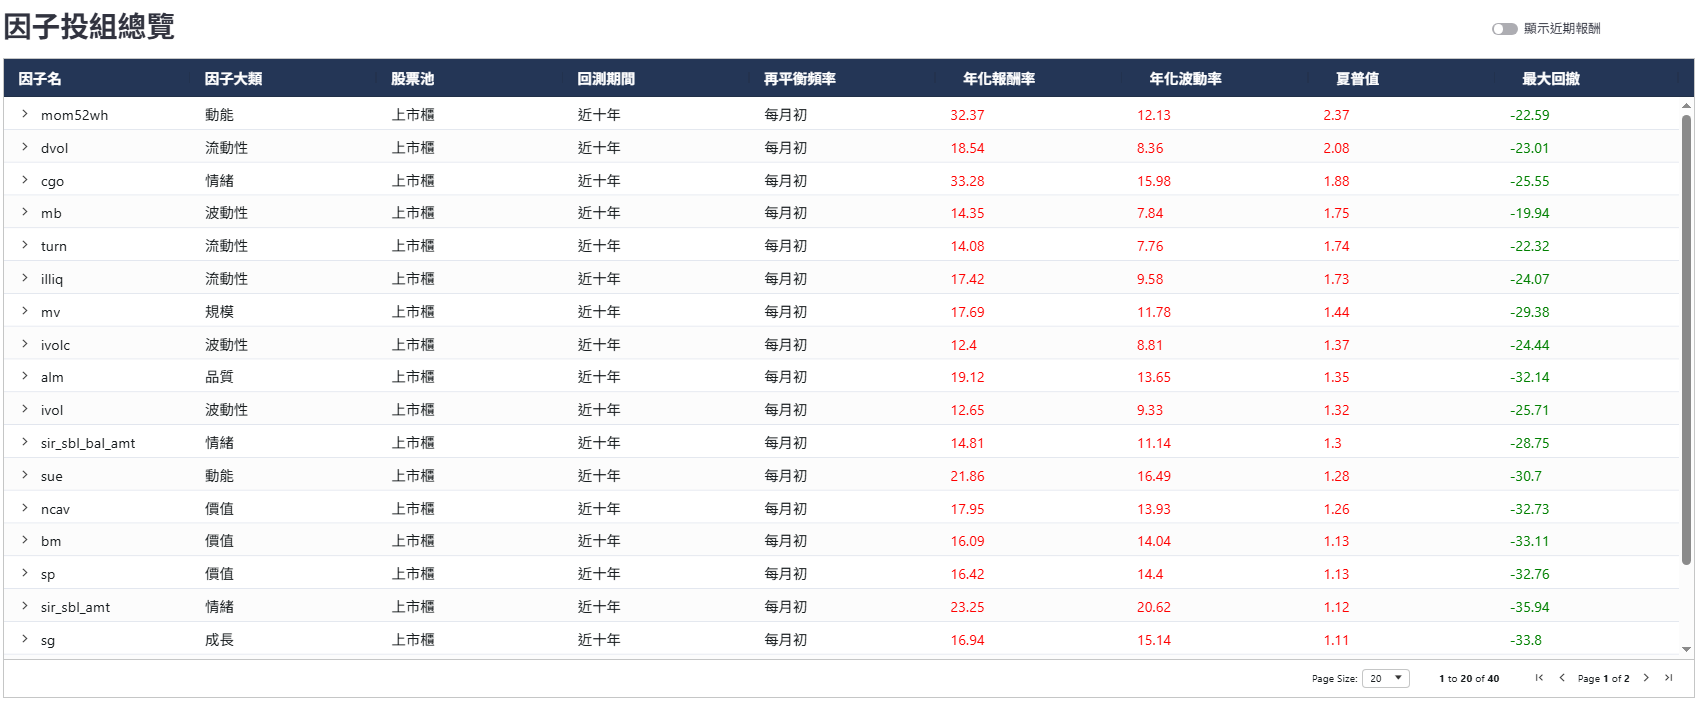 因子投組總覽
顯示近期報酬
因子名 因子大類 股票池 回測期間 再平衡頻率 年化報酬率 年化波動率 夏普值 最大回撤
mom52wh 動能 上市櫃 近十年 每月初 32.37 12.13 2.37 -22.59
dvol 流動性 上市櫃 近十年 每月初 18.54 8.36 2.08 -23.01
cgo 情緒 上市櫃 近十年 每月初 33.28 15.98 1.88 -25.55
mb 波動性 上市櫃 近十年 每月初 14.35 7.84 1.75 -19.94
turn 流動性 上市櫃 近十年 每月初 14.08 7.76 1.74 -22.32
illiq 流動性 上市櫃 近十年 每月初 17.42 9.58 1.73 -24.07
mv 規模 上市櫃 近十年 每月初 17.69 11.78 1.44 -29.38
ivolc 波動性 上市櫃 近十年 每月初 12.4 8.81 1.37 -24.44
alm 品質 上市櫃 近十年 每月初 19.12 13.65 1.35 -32.14
ivol 波動性 上市櫃 近十年 每月初 12.65 9.33 1.32 -25.71
sir_sbl_bal_amt 情緒 上市櫃 近十年 每月初 14.81 11.14 1.3 -28.75
sue 動能 上市櫃 近十年 每月初 21.86 16.49 1.28 -30.7
ncav 價值 上市櫃 近十年 每月初 17.95 13.93 1.26 -32.73
bm 價值 上市櫃 近十年 每月初 16.09 14.04 1.13 -33.11
sp 價值 上市櫃 近十年 每月初 16.42 14.4 1.13 -32.76
sir_sbl_amt 情緒 上市櫃 近十年 每月初 23.25 20.62 1.12 -35.94
sg 成長 上市櫃 近十年 每月初 16.94 15.14 1.11 -33.8
Page Size: 20 1 to 20 of 40 Page 1 of 2